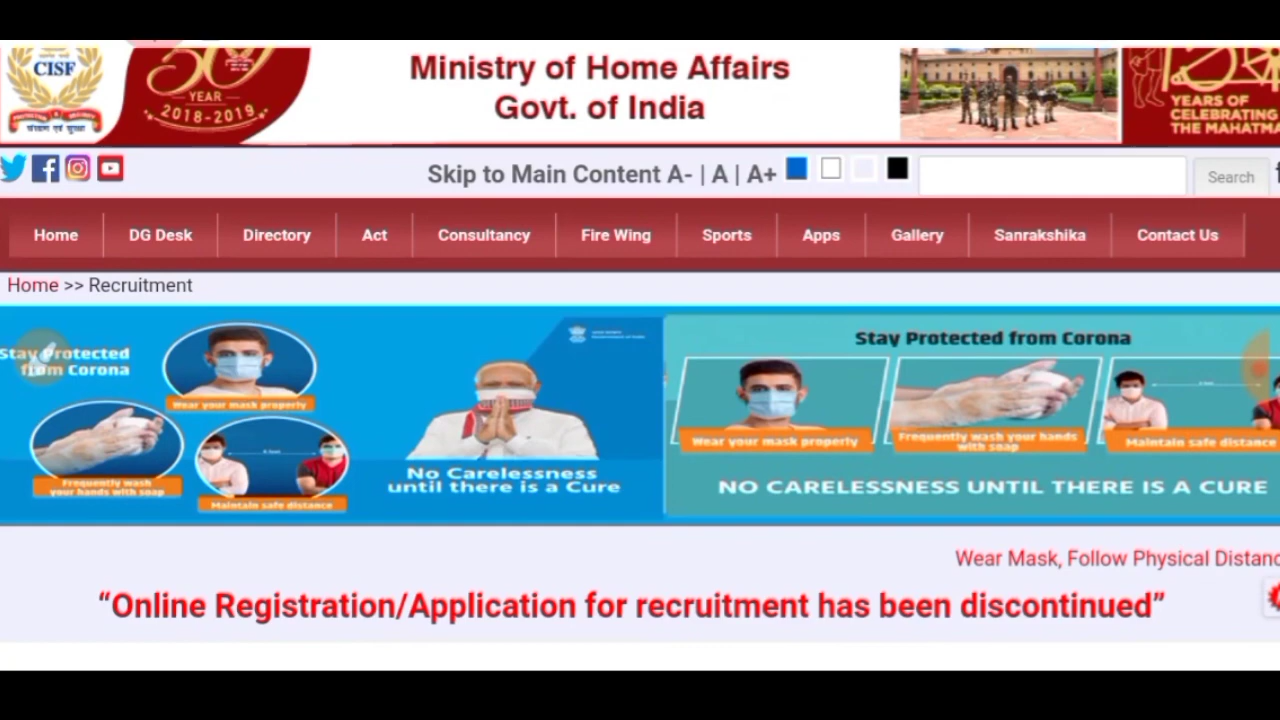 CISF
संरक्षण एवं सुरक्षा
50
YEAR
2018-2019
Ministry of Home Affairs
Govt. of India
YEARS OF
CELEBRATING
THE MAHATMA
Skip to Main Content A- | A | A+
Search
Home
DG Desk
Directory
Act
Consultancy
Fire Wing
Sports
Apps
Gallery
Sanrakshika
Contact Us
Home >> Recruitment
Stay Protected
from Corona
Wear your mask properly
Frequently wash
your hands with soap
Maintain safe distance
No Carelessness
until there is a Cure
Stay Protected from Corona
Wear your mask properly
Frequently wash your hands
with soap
Maintain safe distance
NO CARELESSNESS UNTIL THERE IS A CURE
Wear Mask, Follow Physical Distanc
“Online Registration/Application for recruitment has been discontinued”